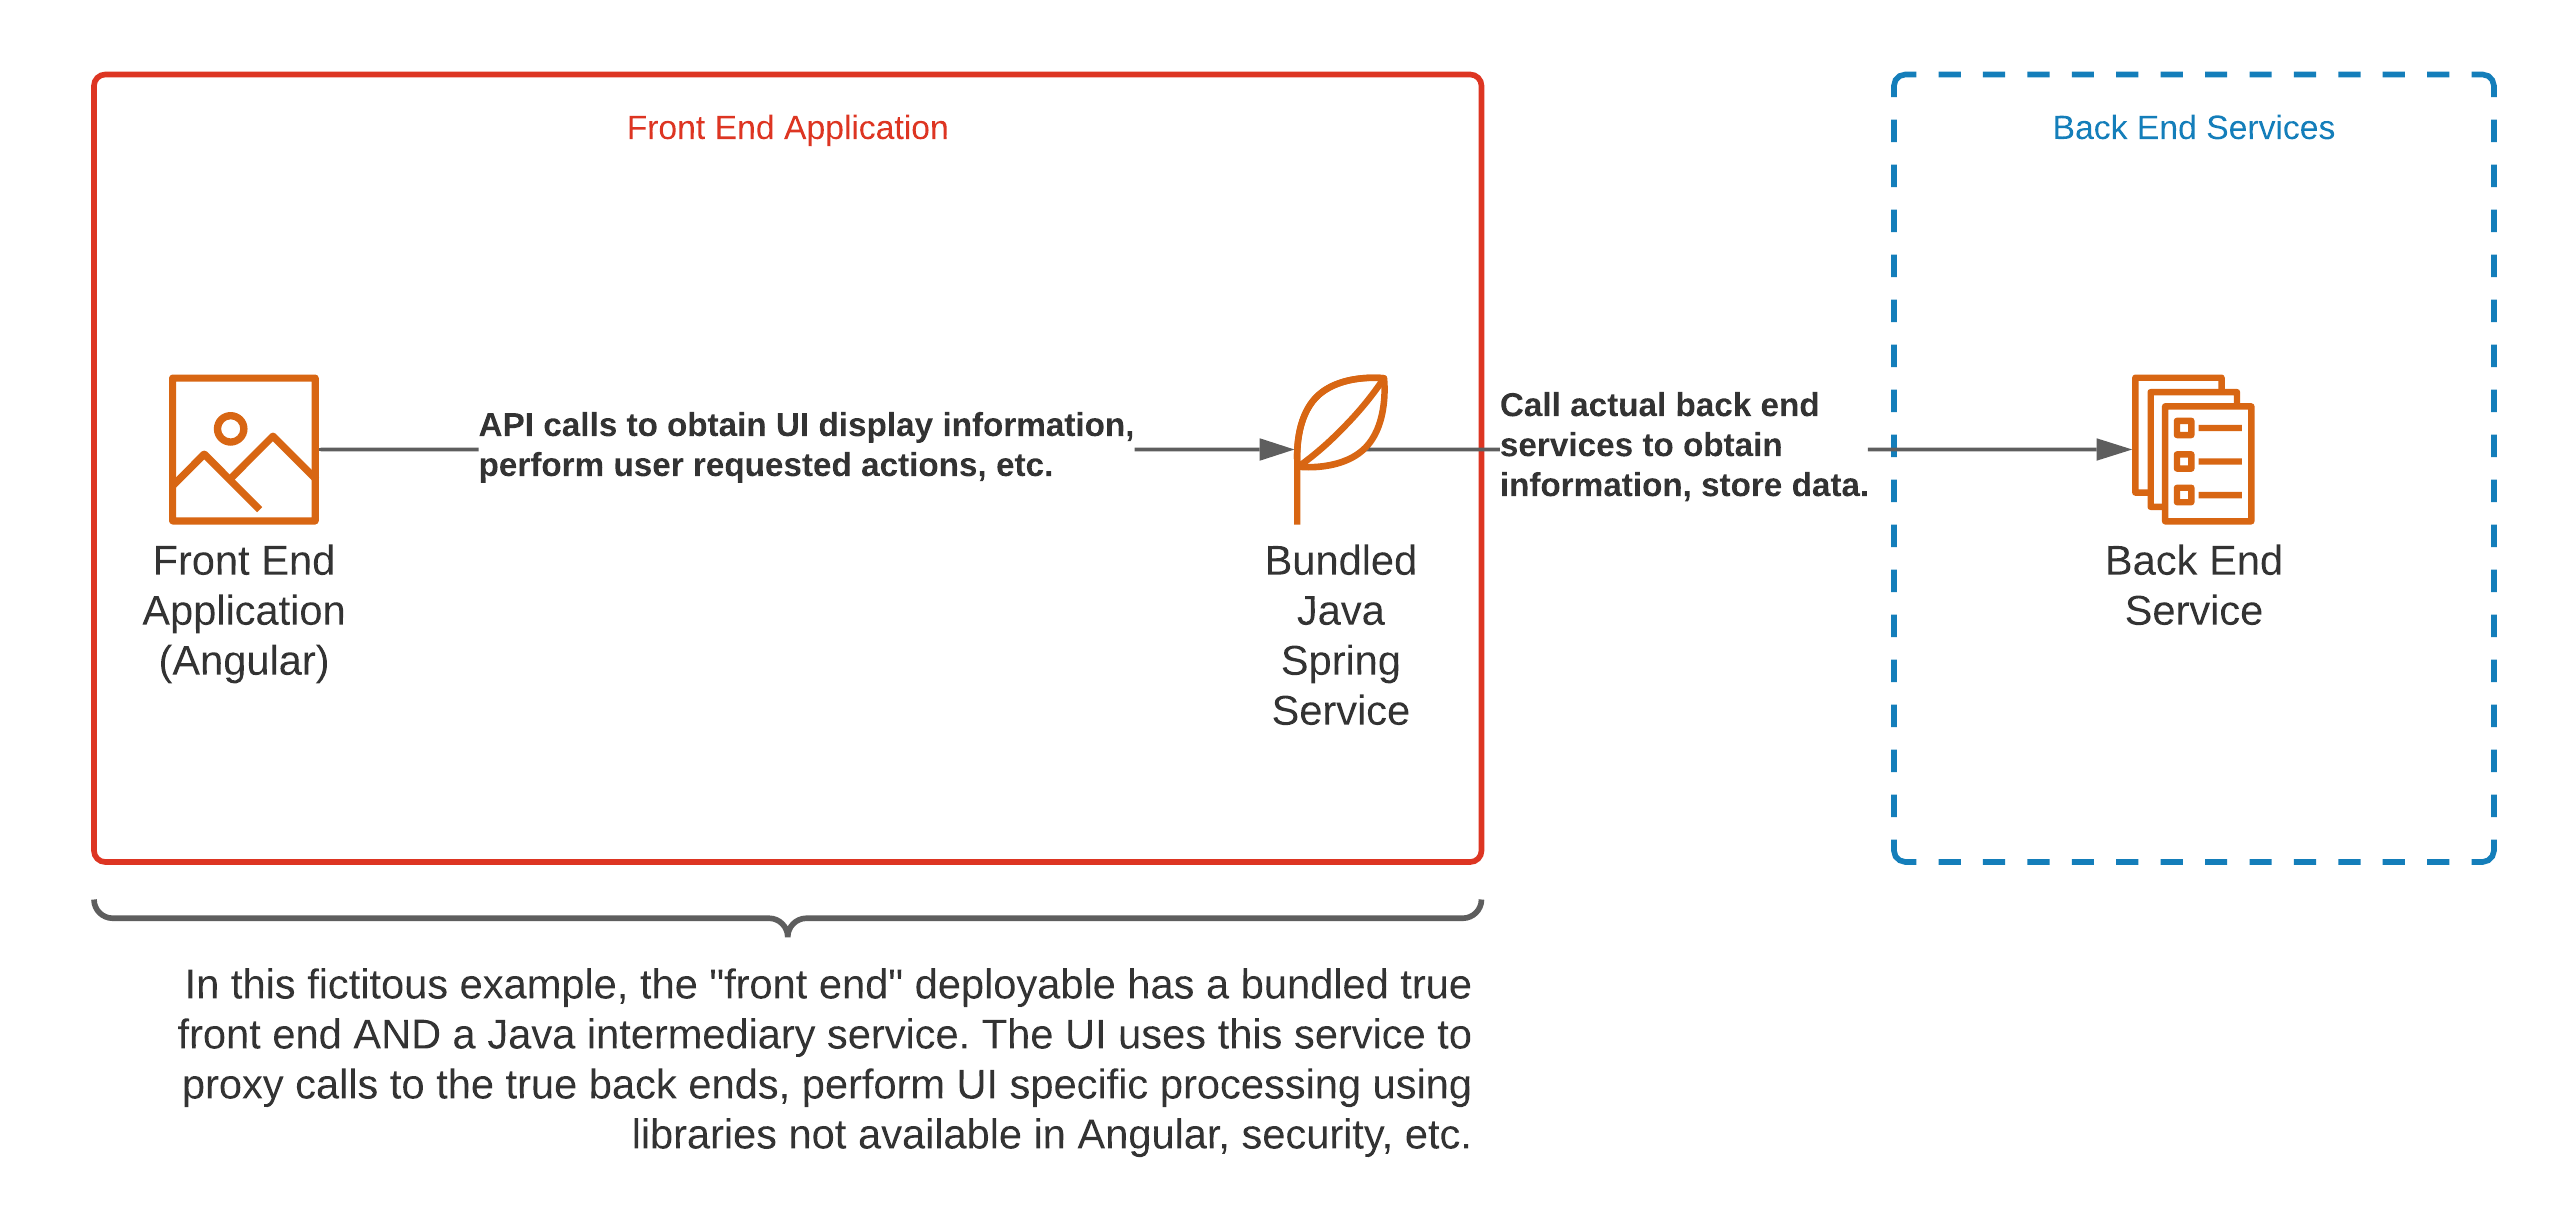 Front End Application
Back End Services
API calls to obtain UI display information,
perform user requested actions, etc.
Call actual back end
services to obtain
information, store data.
Front End
Application
(Angular)
Bundled
Java
Spring
Service
Back End
Service
In this fictitous example, the "front end" deployable has a bundled true
front end AND a Java intermediary service. The UI uses this service to
proxy calls to the true back ends, perform UI specific processing using
libraries not available in Angular, security, etc.